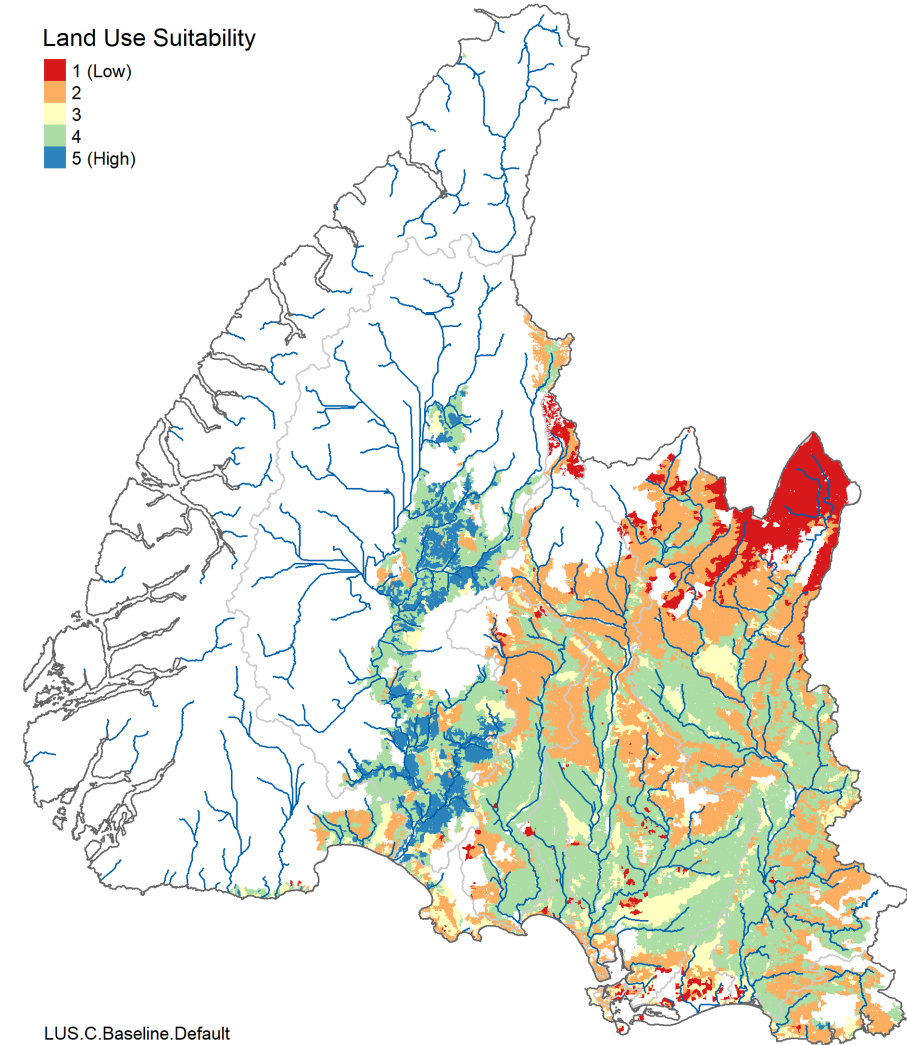 Land Use Suitability
1 (Low)
2
3
4
5 (High)
LUS.C.Baseline.Default